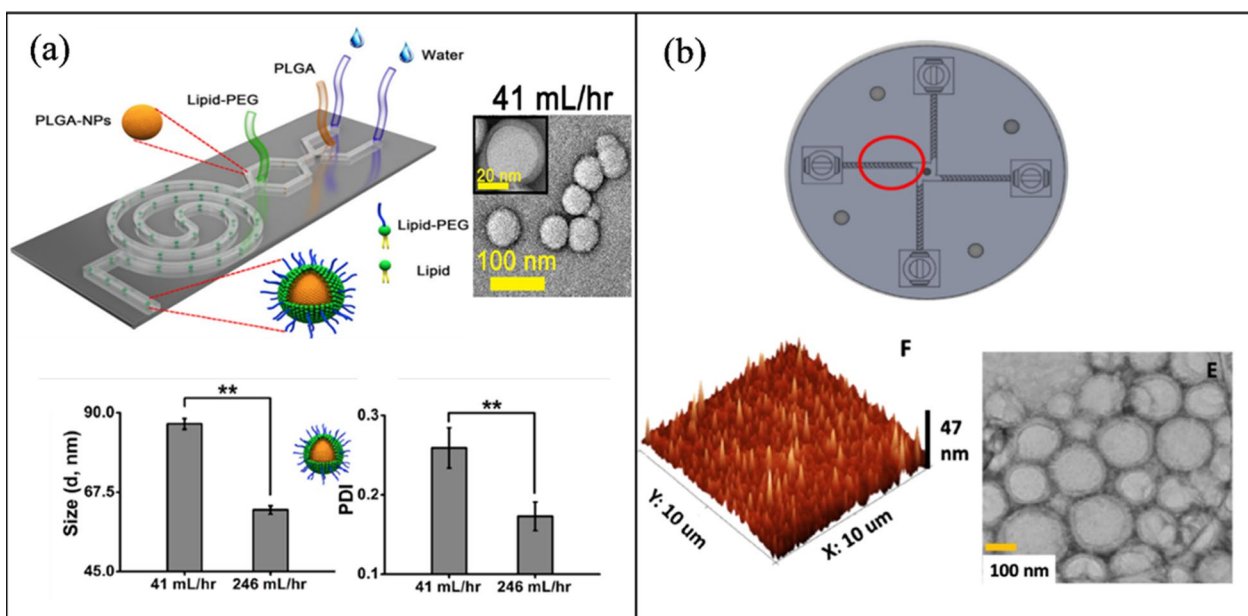 (a)
Water
PLGA
Lipid-PEG
PLGA-NPs
41 mL/hr
20 nm
100 nm
Lipid-PEG
Lipid
**
90.0
67.5
45.0
Size (d, nm)
41 mL/hr 246 mL/hr
**
0.3
0.2
0.1
PDI
41 mL/hr 246 mL/hr
(b)
F
47
nm
Y: 10 um
X: 10 um
E
100 nm